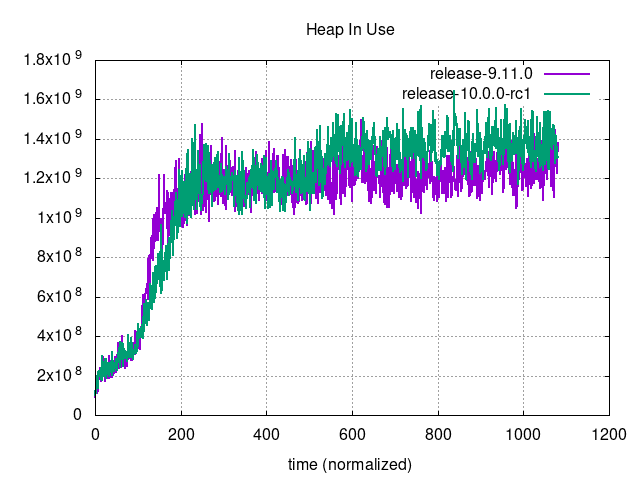 Heap In Use
1.8x10^9
1.6x10^9
1.4x10^9
1.2x10^9
1x10^9
8x10^8
6x10^8
4x10^8
2x10^8
0
release-9.11.0
release-10.0.0-rc1
0 200 400 600 800 1000 1200
time (normalized)